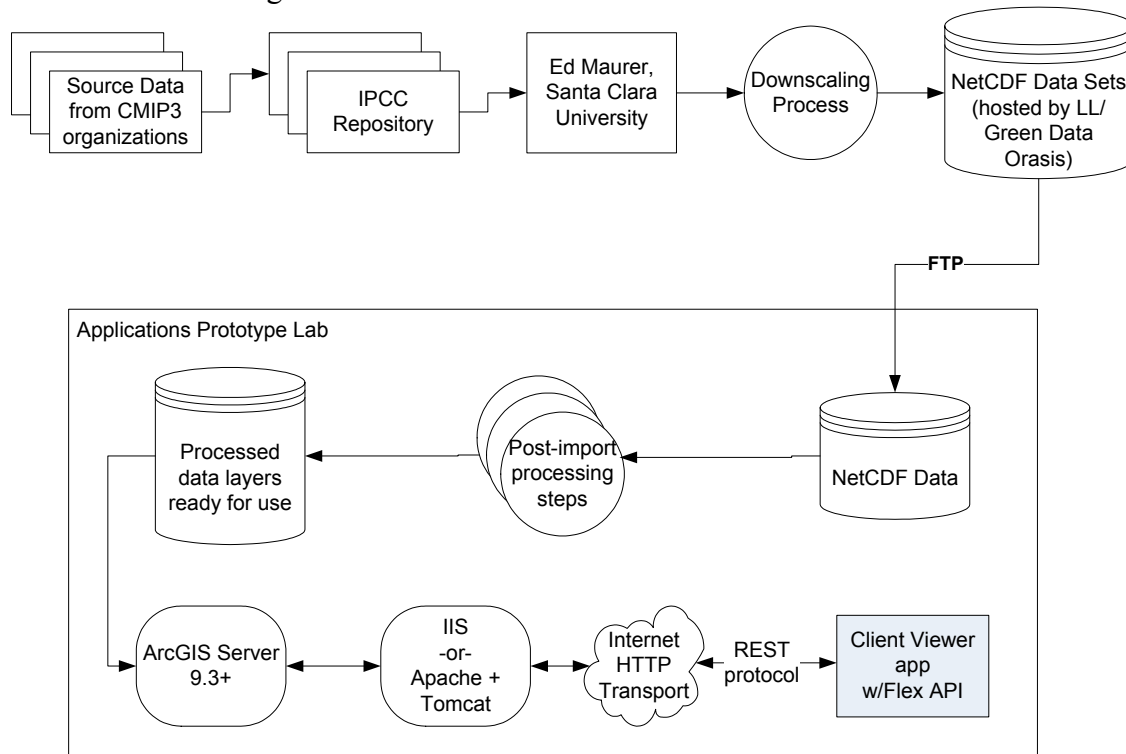 Source Data
from CMIP3
organizations
IPCC
Repository
Ed Maurer,
Santa Clara
University
Downscaling
Process
NetCDF Data Sets
(hosted by LL/
Green Data
Orasis)
FTP
Applications Prototype Lab
Processed
data layers
ready for use
Post-import
processing
steps
NetCDF Data
ArcGIS Server
9.3+
IIS
-or-
Apache +
Tomcat
Internet
HTTP
Transport
REST
protocol
Client Viewer
app
w/Flex API